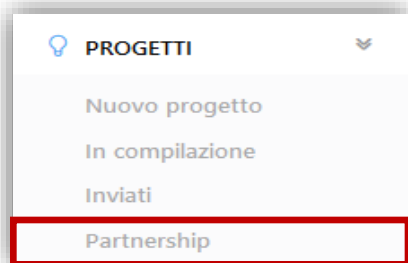 PROGETTI
Nuovo progetto
In compilazione
Inviati
Partnership